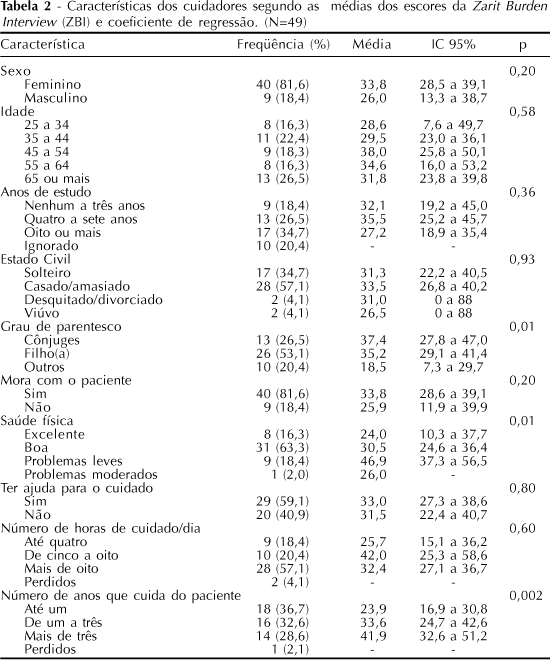 Tabela 2 - Características dos cuidadores segundo as médias dos escores da Zarit Burden
Interview (ZBI) e coeficiente de regressão. (N=49)
Característica Freqüência (%) Média IC 95% p
Sexo 0,20
Feminino 40 (81,6) 33,8 28,5 a 39,1
Masculino 9 (18,4) 26,0 13,3 a 38,7
Idade 0,58
25 a 34 8 (16,3) 28,6 7,6 a 49,7
35 a 44 11 (22,4) 29,5 23,0 a 36,1
45 a 54 9 (18,3) 38,0 25,8 a 50,1
55 a 64 8 (16,3) 34,6 16,0 a 53,2
65 ou mais 13 (26,5) 31,8 23,8 a 39,8
Anos de estudo 0,36
Nenhum a três anos 9 (18,4) 32,1 19,2 a 45,0
Quatro a sete anos 13 (26,5) 35,5 25,2 a 45,7
Oito ou mais 17 (34,7) 27,2 18,9 a 35,4
Ignorado 10 (20,4) - -
Estado Civil 0,93
Solteiro 17 (34,7) 31,3 22,2 a 40,5
Casado/amasiado 28 (57,1) 33,5 26,8 a 40,2
Desquitado/divorciado 2 (4,1) 31,0 0 a 88
Viúvo 2 (4,1) 26,5 0 a 88
Grau de parentesco 0,01
Cônjuges 13 (26,5) 37,4 27,8 a 47,0
Filho(a) 26 (53,1) 35,2 29,1 a 41,4
Outros 10 (20,4) 18,5 7,3 a 29,7
Mora com o paciente 0,20
Sim 40 (81,6) 33,8 28,6 a 39,1
Não 9 (18,4) 25,9 11,9 a 39,9
Saúde física 0,01
Excelente 8 (16,3) 24,0 10,3 a 37,7
Boa 31 (63,3) 30,5 24,6 a 36,4
Problemas leves 9 (18,4) 46,9 37,3 a 56,5
Problemas moderados 1 (2,0) 26,0 -
Ter ajuda para o cuidado 0,80
Sim 29 (59,1) 33,0 27,3 a 38,6
Não 20 (40,9) 31,5 22,4 a 40,7
Número de horas de cuidado/dia 0,60
Até quatro 9 (18,4) 25,7 15,1 a 36,2
De cinco a oito 10 (20,4) 42,0 25,3 a 58,6
Mais de oito 28 (57,1) 32,4 27,1 a 36,7
Perdidos 2 (4,1) - -
Número de anos que cuida do paciente 0,002
Até um 18 (36,7) 23,9 16,9 a 30,8
De um a três 16 (32,6) 33,6 24,7 a 42,6
Mais de três 14 (28,6) 41,9 32,6 a 51,2
Perdidos 1 (2,1) - -